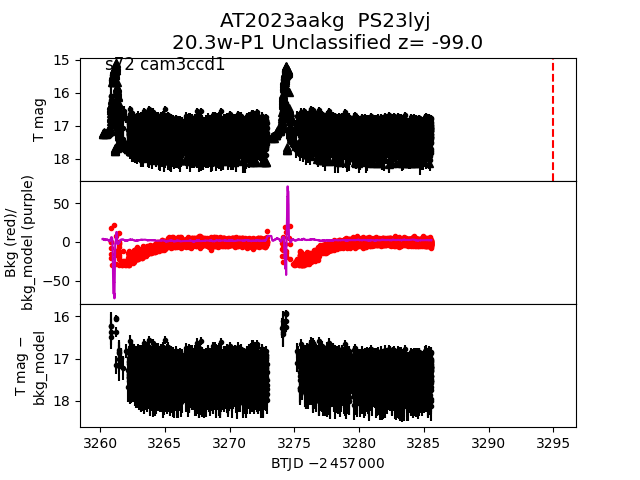 AT2023aakg  PS23lyj
20.3w-P1 Unclassified z= -99.0
s72 cam3ccd1
T mag
15
16
17
18
Bkg (red)/
bkg_model (purple)
50
0
−50
T mag −
bkg_model
16
17
18
3260 3265 3270 3275 3280 3285 3290 3295
BTJD −2 457 000